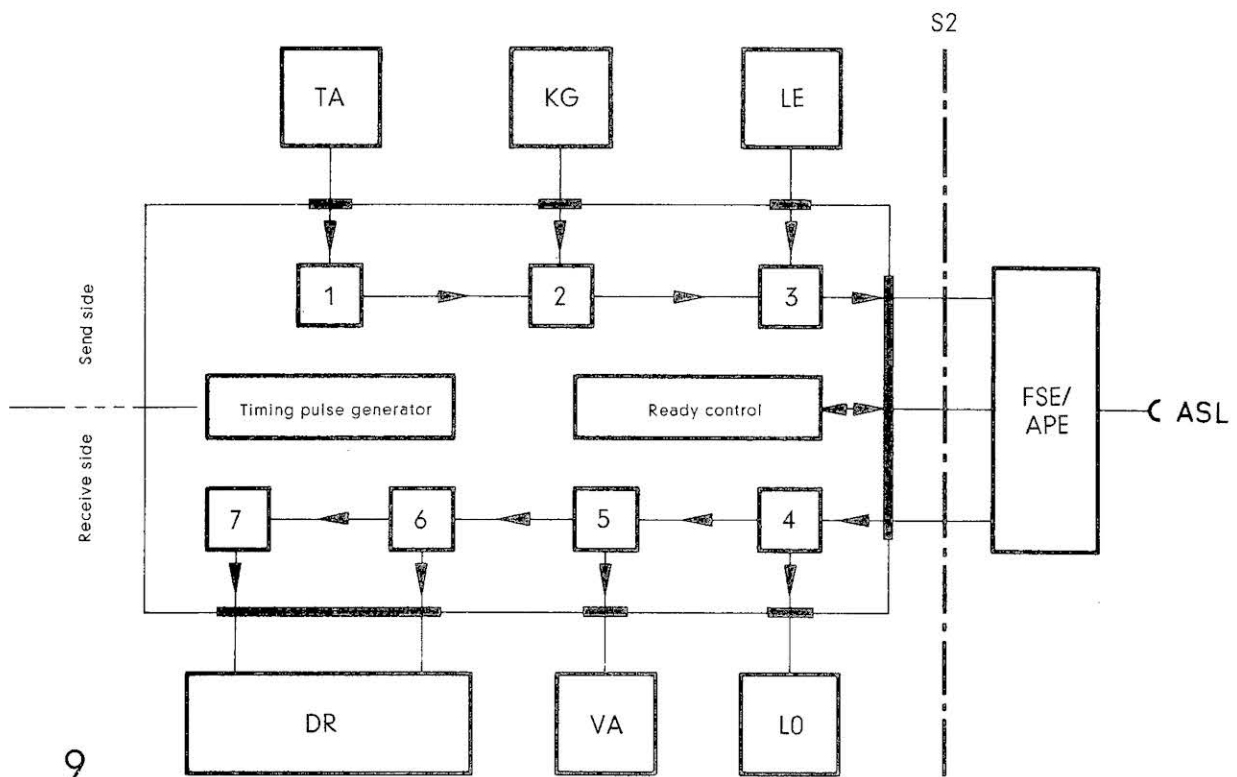 S2
TA
KG
LE
1
2
3
Send side
Timing pulse generator
Ready control
FSE/
APE
ASL
Receive side
7
6
5
4
DR
VA
LO
9